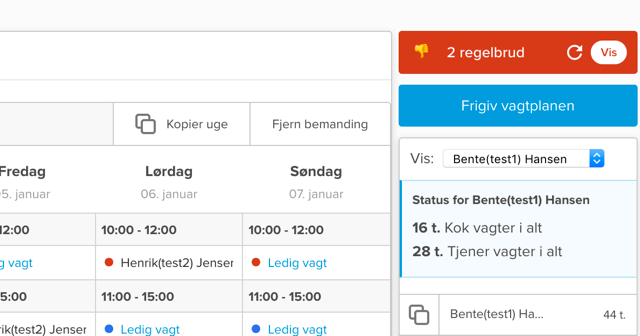 2 regelbrud Vis
Frigiv vagtplanen
Kopier uge Fjern bemanding
Vis: Bente(test1) Hansen
Fredag Lørdag Søndag
5. januar 06. januar 07. januar
Status for Bente(test1) Hansen
16 t. Kok vagter i alt
28 t. Tjener vagter i alt
12:00 10:00 - 12:00 10:00 - 12:00
g vagt Henrik(test2) Jensen Ledig vagt
5:00 11:00 - 15:00 11:00 - 15:00
Bente(test1) Ha... 44 t.
rik(test2) Jenser Ledig vagt Ledig vagt